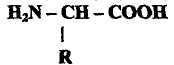 H₂N – CH – COOH
R